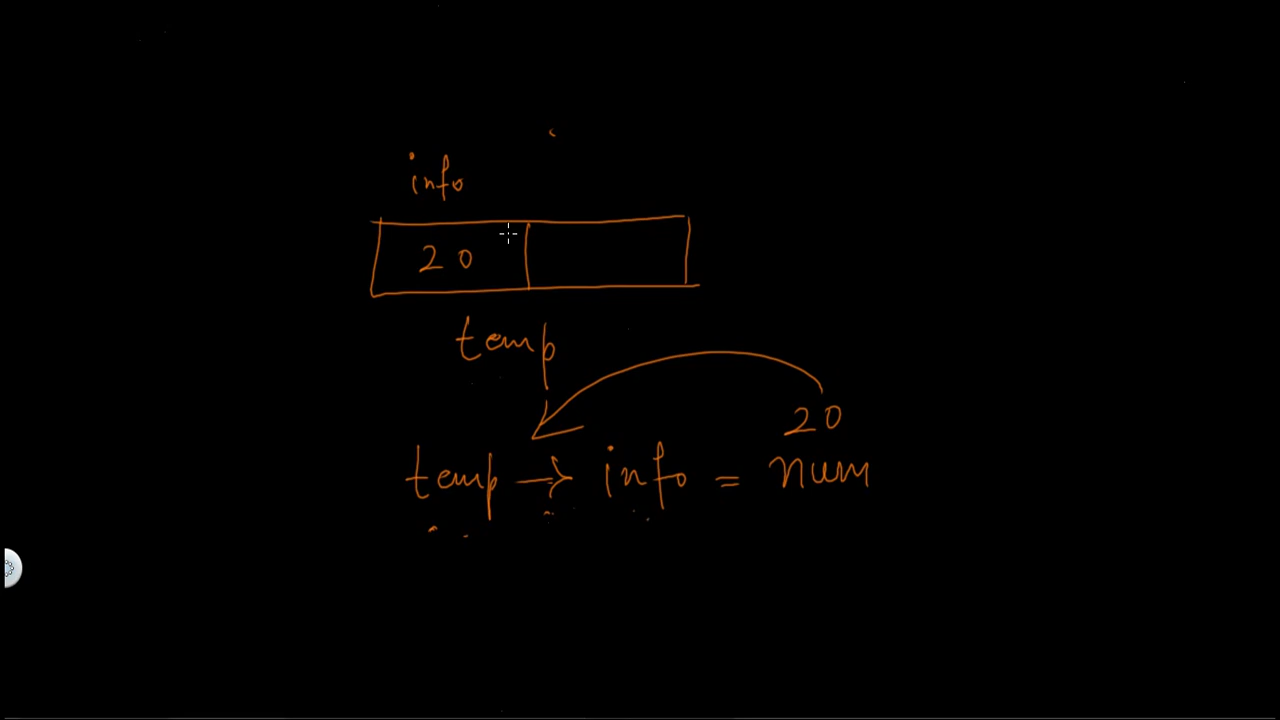 info
20
temp
20
temp → info = num